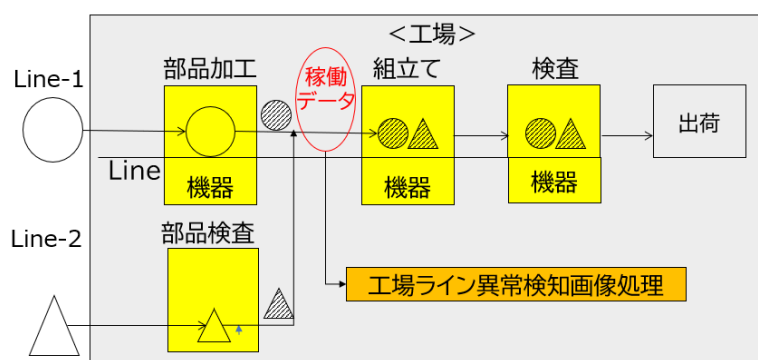 <工場>
Line-1
部品加工
稼働
データ
組立て
検査
出荷
Line
機器
機器
機器
Line-2
部品検査
工場ライン異常検知画像処理